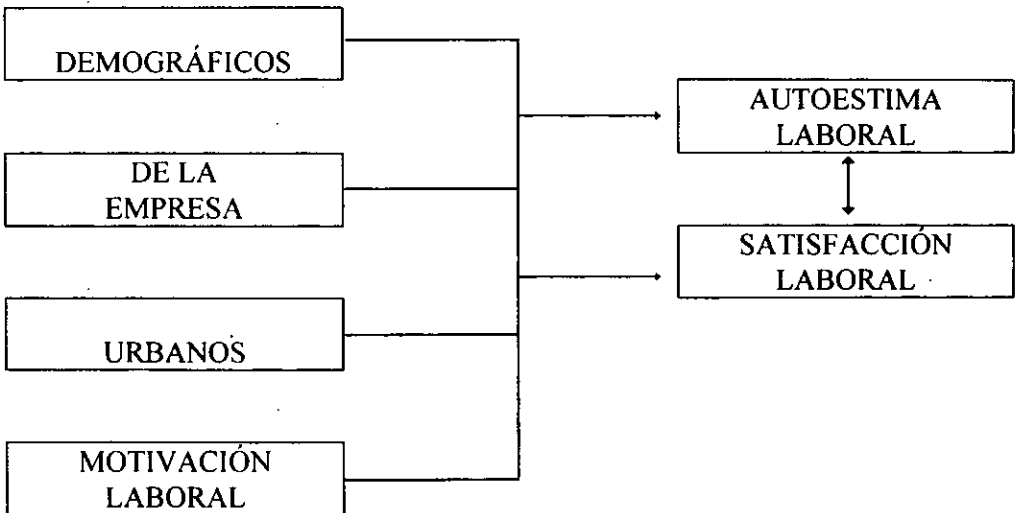 DEMOGRÁFICOS
DE LA
EMPRESA
URBANOS
MOTIVACIÓN
LABORAL
AUTOESTIMA
LABORAL
SATISFACCIÓN
LABORAL